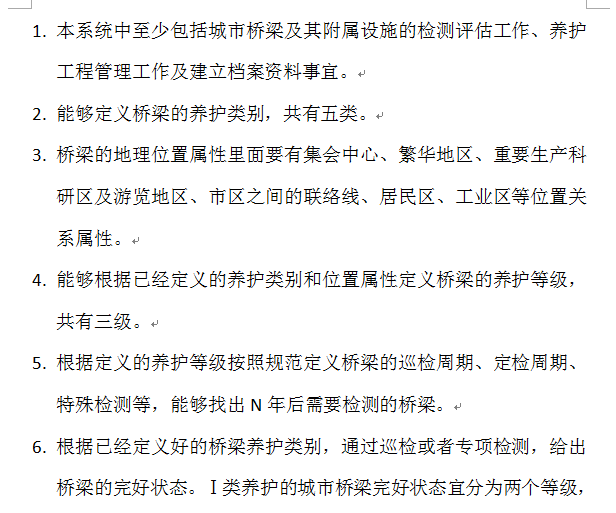 1. 本系统中至少包括城市桥梁及其附属设施的检测评估工作、养护
工程管理工作及建立档案资料事宜。
2. 能够定义桥梁的养护类别，共有五类。
3. 桥梁的地理位置属性里面要有集会中心、繁华地区、重要生产科
研区及游览地区、市区之间的联络线、居民区、工业区等位置关
系属性。
4. 能够根据已经定义的养护类别和位置属性定义桥梁的养护等级，
共有三级。
5. 根据定义的养护等级按照规范定义桥梁的巡检周期、定检周期、
特殊检测等，能够找出 N 年后需要检测的桥梁。
6. 根据已经定义好的桥梁养护类别，通过巡检或者专项检测，给出
桥梁的完好状态。Ⅰ类养护的城市桥梁完好状态宜分为两个等级，